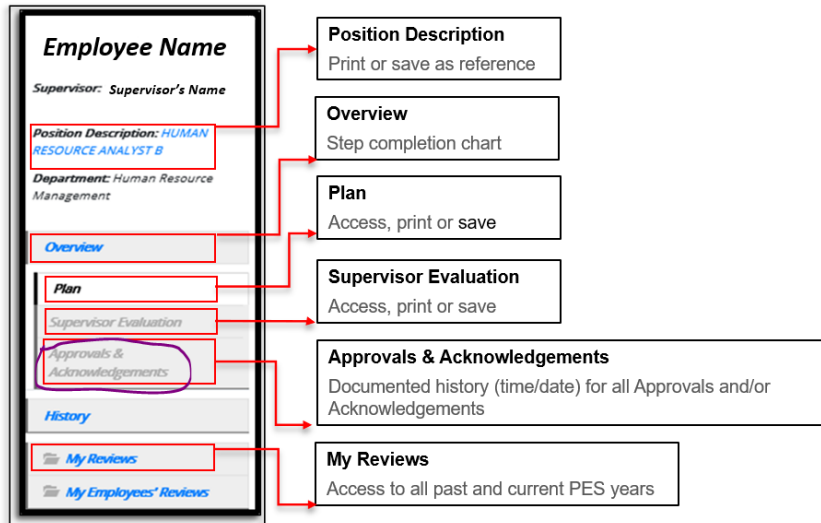 Employee Name
Supervisor: Supervisor's Name
Position Description: HUMAN
RESOURCE ANALYST B
Department: Human Resource
Management
Overview
Plan
Supervisor Evaluation
Approvals &
Acknowledgements
History
My Reviews
My Employees' Reviews
Position Description
Print or save as reference
Overview
Step completion chart
Plan
Access, print or save
Supervisor Evaluation
Access, print or save
Approvals & Acknowledgements
Documented history (time/date) for all Approvals and/or
Acknowledgements
My Reviews
Access to all past and current PES years